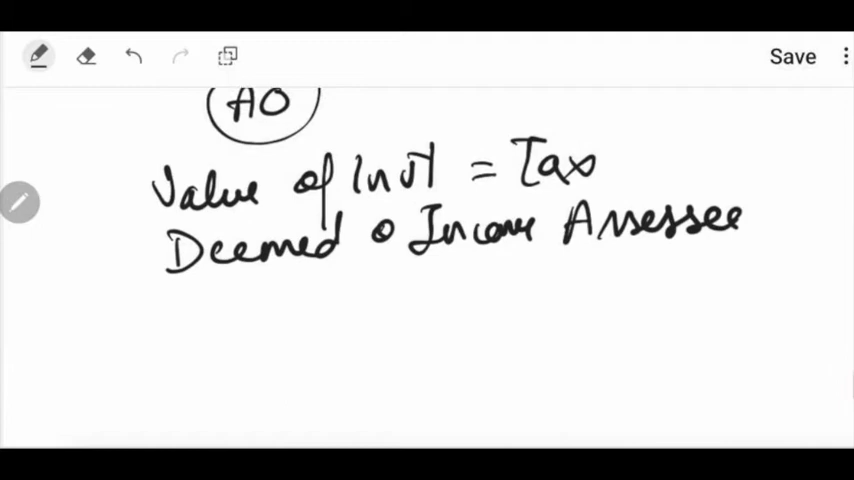 Save
AO
Value of Invt = Tax
Deemed o Income Assessee